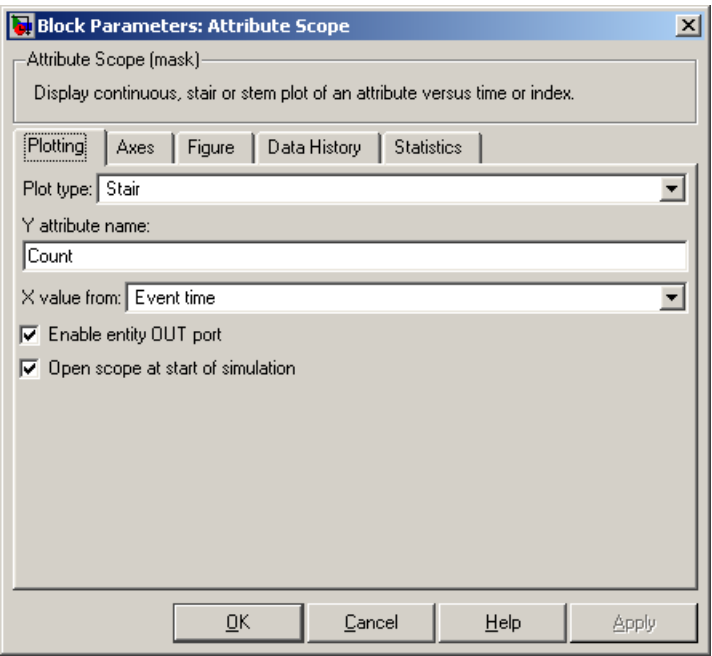 Block Parameters: Attribute Scope
Attribute Scope (mask)
Display continuous, stair or stem plot of an attribute versus time or index.
Plotting Axes Figure Data History Statistics
Plot type: Stair
Y attribute name:
Count
X value from: Event time
Enable entity OUT port
Open scope at start of simulation
OK Cancel Help Apply